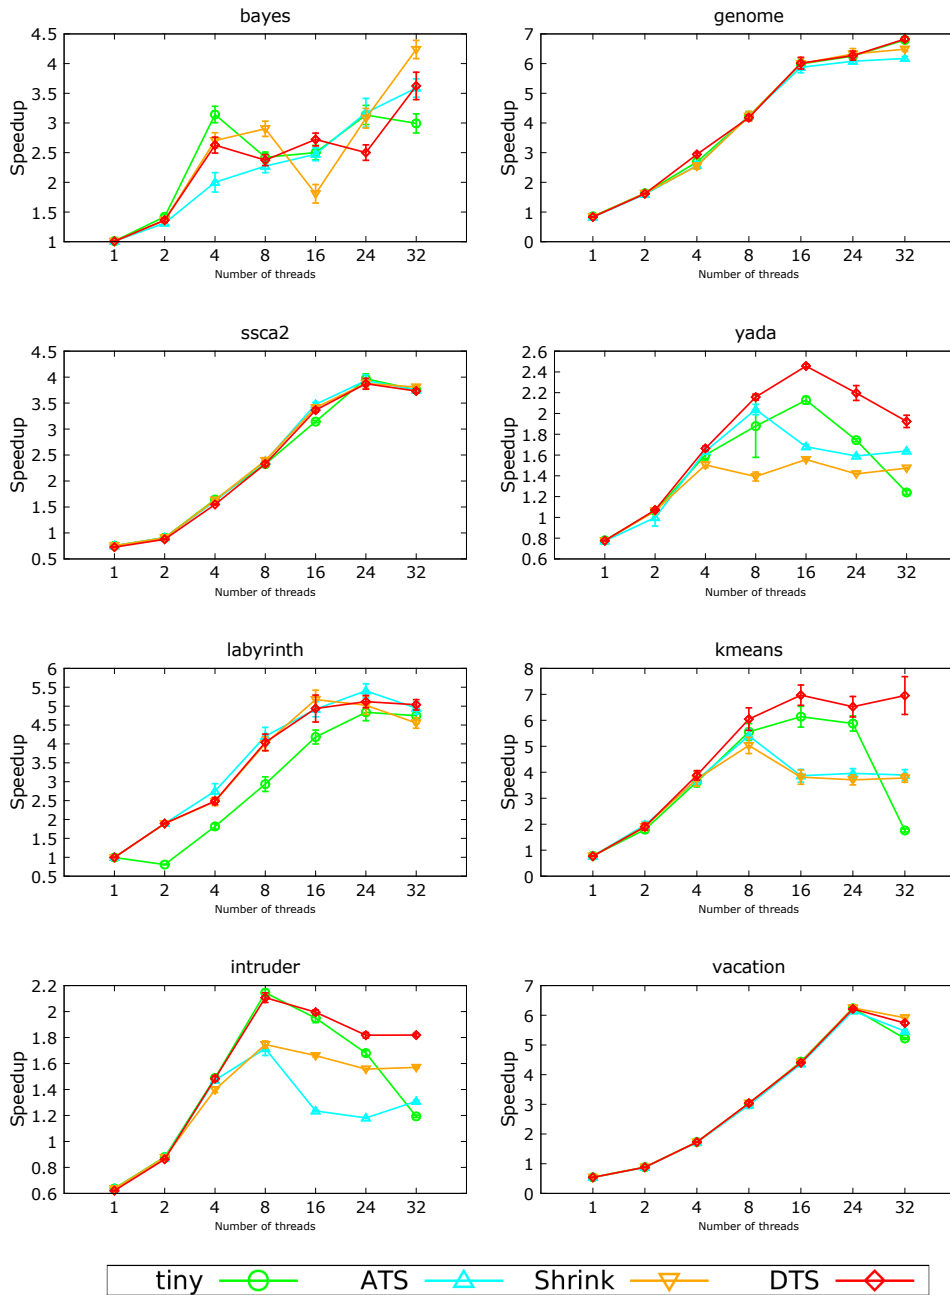 bayes
4.5
4
3.5
3
2.5
2
1.5
1
Speedup
1 2 4 8 16 24 32
Number of threads
genome
7
6
5
4
3
2
1
0
Speedup
1 2 4 8 16 24 32
Number of threads
ssca2
4.5
4
3.5
3
2.5
2
1.5
1
0.5
Speedup
1 2 4 8 16 24 32
Number of threads
yada
2.6
2.4
2.2
2
1.8
1.6
1.4
1.2
1
0.8
0.6
Speedup
1 2 4 8 16 24 32
Number of threads
labyrinth
6
5.5
5
4.5
4
3.5
3
2.5
2
1.5
1
0.5
Speedup
1 2 4 8 16 24 32
Number of threads
kmeans
8
7
6
5
4
3
2
1
0
Speedup
1 2 4 8 16 24 32
Number of threads
intruder
2.2
2
1.8
1.6
1.4
1.2
1
0.8
0.6
Speedup
1 2 4 8 16 24 32
Number of threads
vacation
7
6
5
4
3
2
1
0
Speedup
1 2 4 8 16 24 32
Number of threads
tiny ATS Shrink DTS